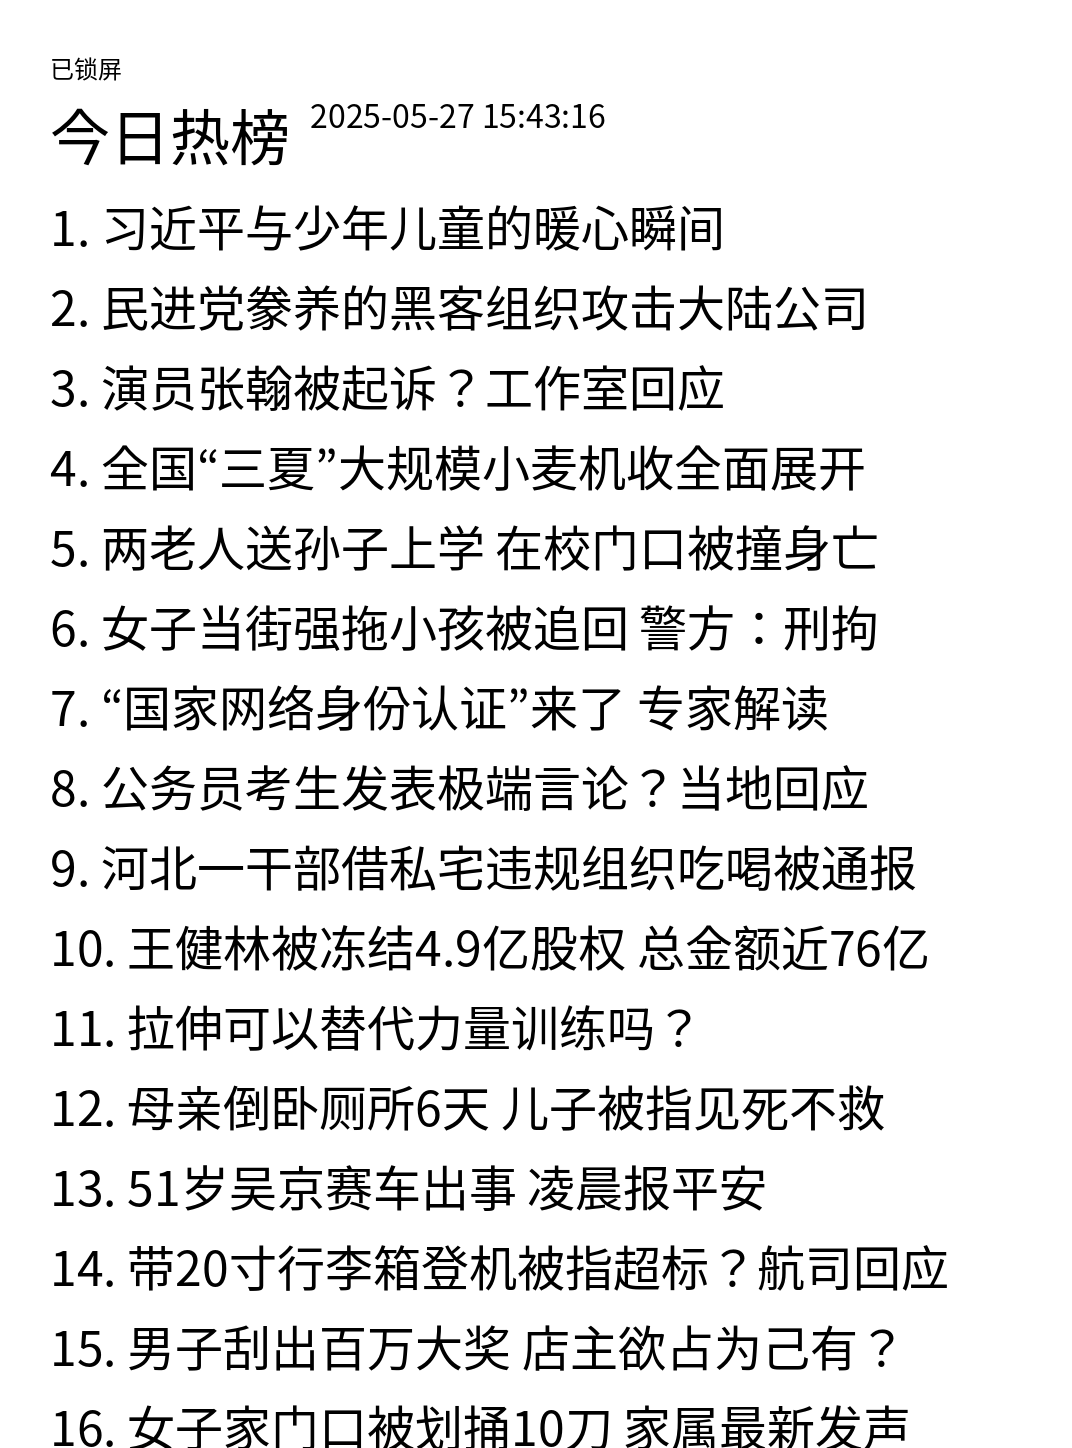 已锁屏
今日热榜 2025-05-27 15:43:16
1. 习近平与少年儿童的暖心瞬间
2. 民进党豢养的黑客组织攻击大陆公司
3. 演员张翰被起诉？工作室回应
4. 全国“三夏”大规模小麦机收全面展开
5. 两老人送孙子上学 在校门口被撞身亡
6. 女子当街强拖小孩被追回 警方：刑拘
7. “国家网络身份认证”来了 专家解读
8. 公务员考生发表极端言论？当地回应
9. 河北一干部借私宅违规组织吃喝被通报
10. 王健林被冻结4.9亿股权 总金额近76亿
11. 拉伸可以替代力量训练吗？
12. 母亲倒卧厕所6天 儿子被指见死不救
13. 51岁吴京赛车出事 凌晨报平安
14. 带20寸行李箱登机被指超标？航司回应
15. 男子刮出百万大奖 店主欲占为己有？
16. 女子家门口被划捅10刀 家属最新发声